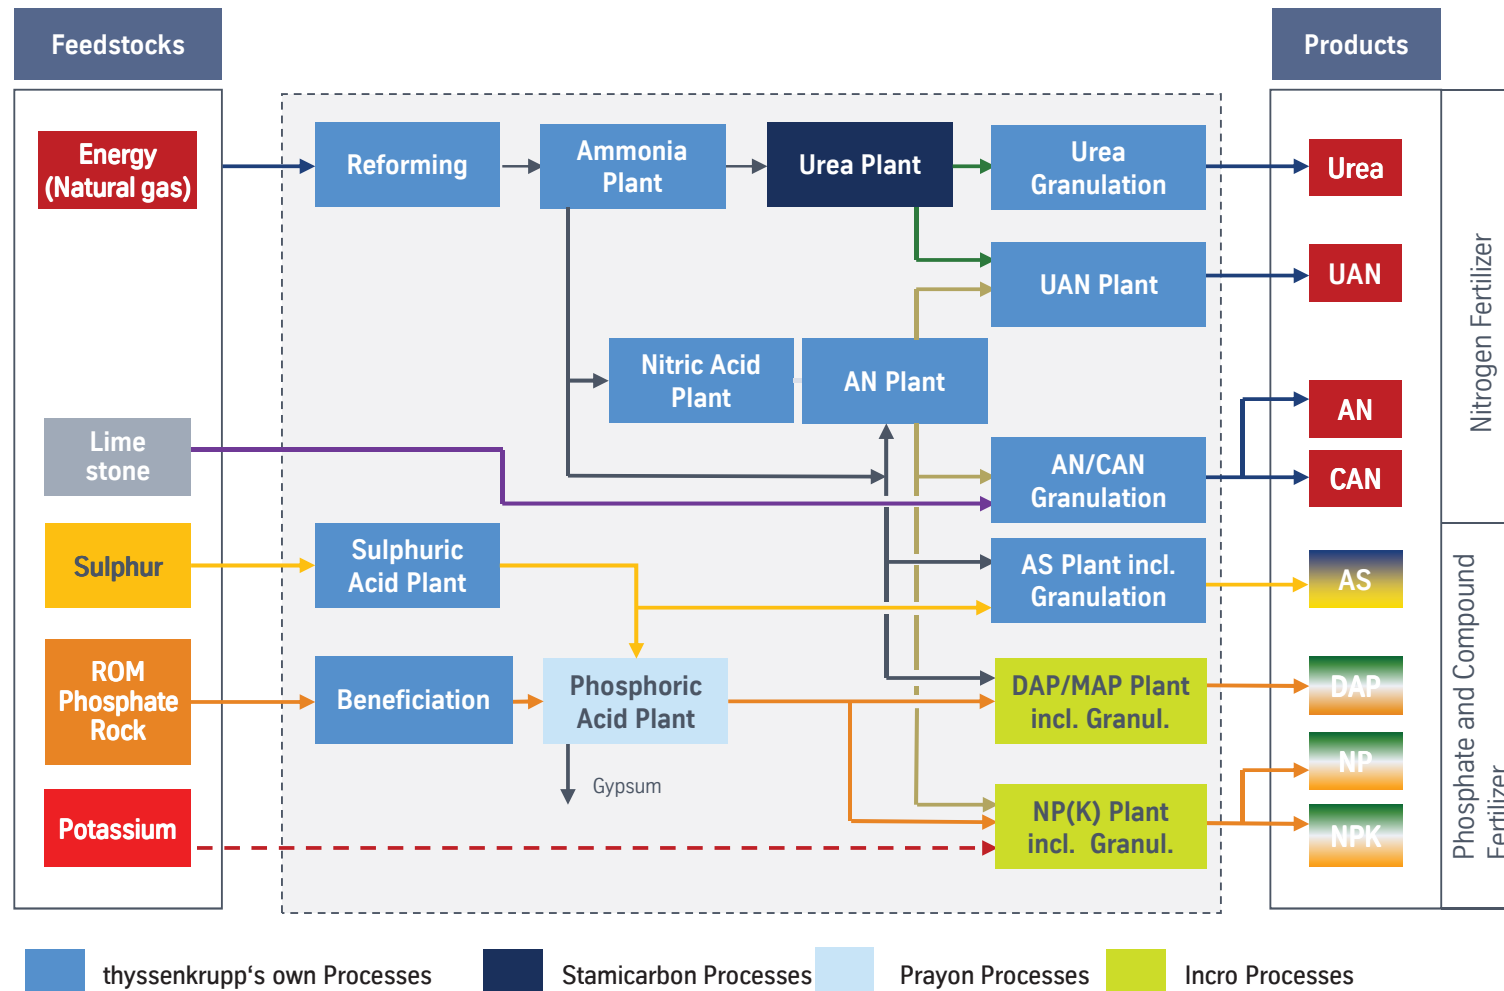 Feedstocks
Products
Energy
(Natural gas)
Reforming
Ammonia
Plant
Urea Plant
Urea
Granulation
Urea
UAN Plant
UAN
Nitric Acid
Plant
AN Plant
AN
Lime
stone
AN/CAN
Granulation
CAN
Nitrogen Fertilizer
Sulphur
Sulphuric
Acid Plant
AS Plant incl.
Granulation
AS
ROM
Phosphate
Rock
Beneficiation
Phosphoric
Acid Plant
DAP/MAP Plant
incl. Granul.
DAP
Gypsum
NP
Potassium
NP(K) Plant
incl. Granul.
NPK
Phosphate and Compound
Fertilizer
thyssenkrupp‘s own Processes
Stamicarbon Processes
Prayon Processes
Incro Processes